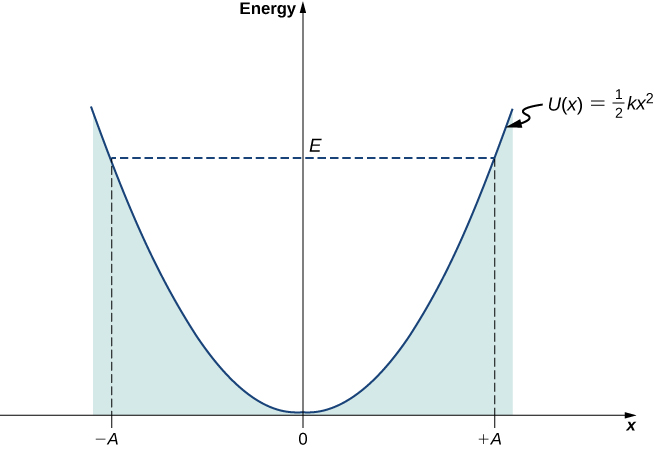 Energy
U(x) = 1/2 kx²
E
−A
0
+A
x